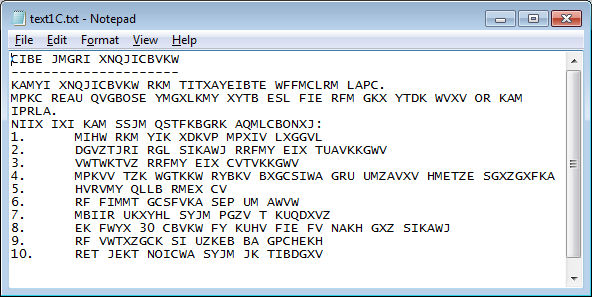 text1C.txt - Notepad
File Edit Format View Help
CIBE JMGRI XNQJICBVKW
---------------------
KAMYI XNQJICBVKW RKM TITXAYEIBTE WFFMCLRM LAPC.
MPKC REAU QVGBOSE YMGXLKMY XYTB ESL FIE RFM GKX YTDK WVXV OR KAM
IPRLA.
NIIX IXI KAM SSJM QSTFKBGRK AQMLCBONXJ:
1. MIHW RKM YIK XDKVP MPXIV LXGGVL
2. DGVZTJRI RGL SIKAWJ RRFMY EIX TUAVKKGWV
3. VWTWKTVZ RRFMY EIX CVTVKKGWV
4. MPKVV TZK WGTKKW RYBKV BXGCSIWA GRU UMZAVXV HMETZE SGXZGXFKA
5. HVRVMY QLLB RMEX CV
6. RF FIMMT GCSFVKA SEP UM AWVW
7. MBIIR UKXYHL SYJM PGZV T KUQDXVZ
8. EK FWYX 30 CBVKW FY KUHV FIE FV NAKH GXZ SIKAWJ
9. RF VWTXZGCK SI UZKEB BA GPCHEKH
10. RET JEKT NOICWA SYJM JK TIBDGXV